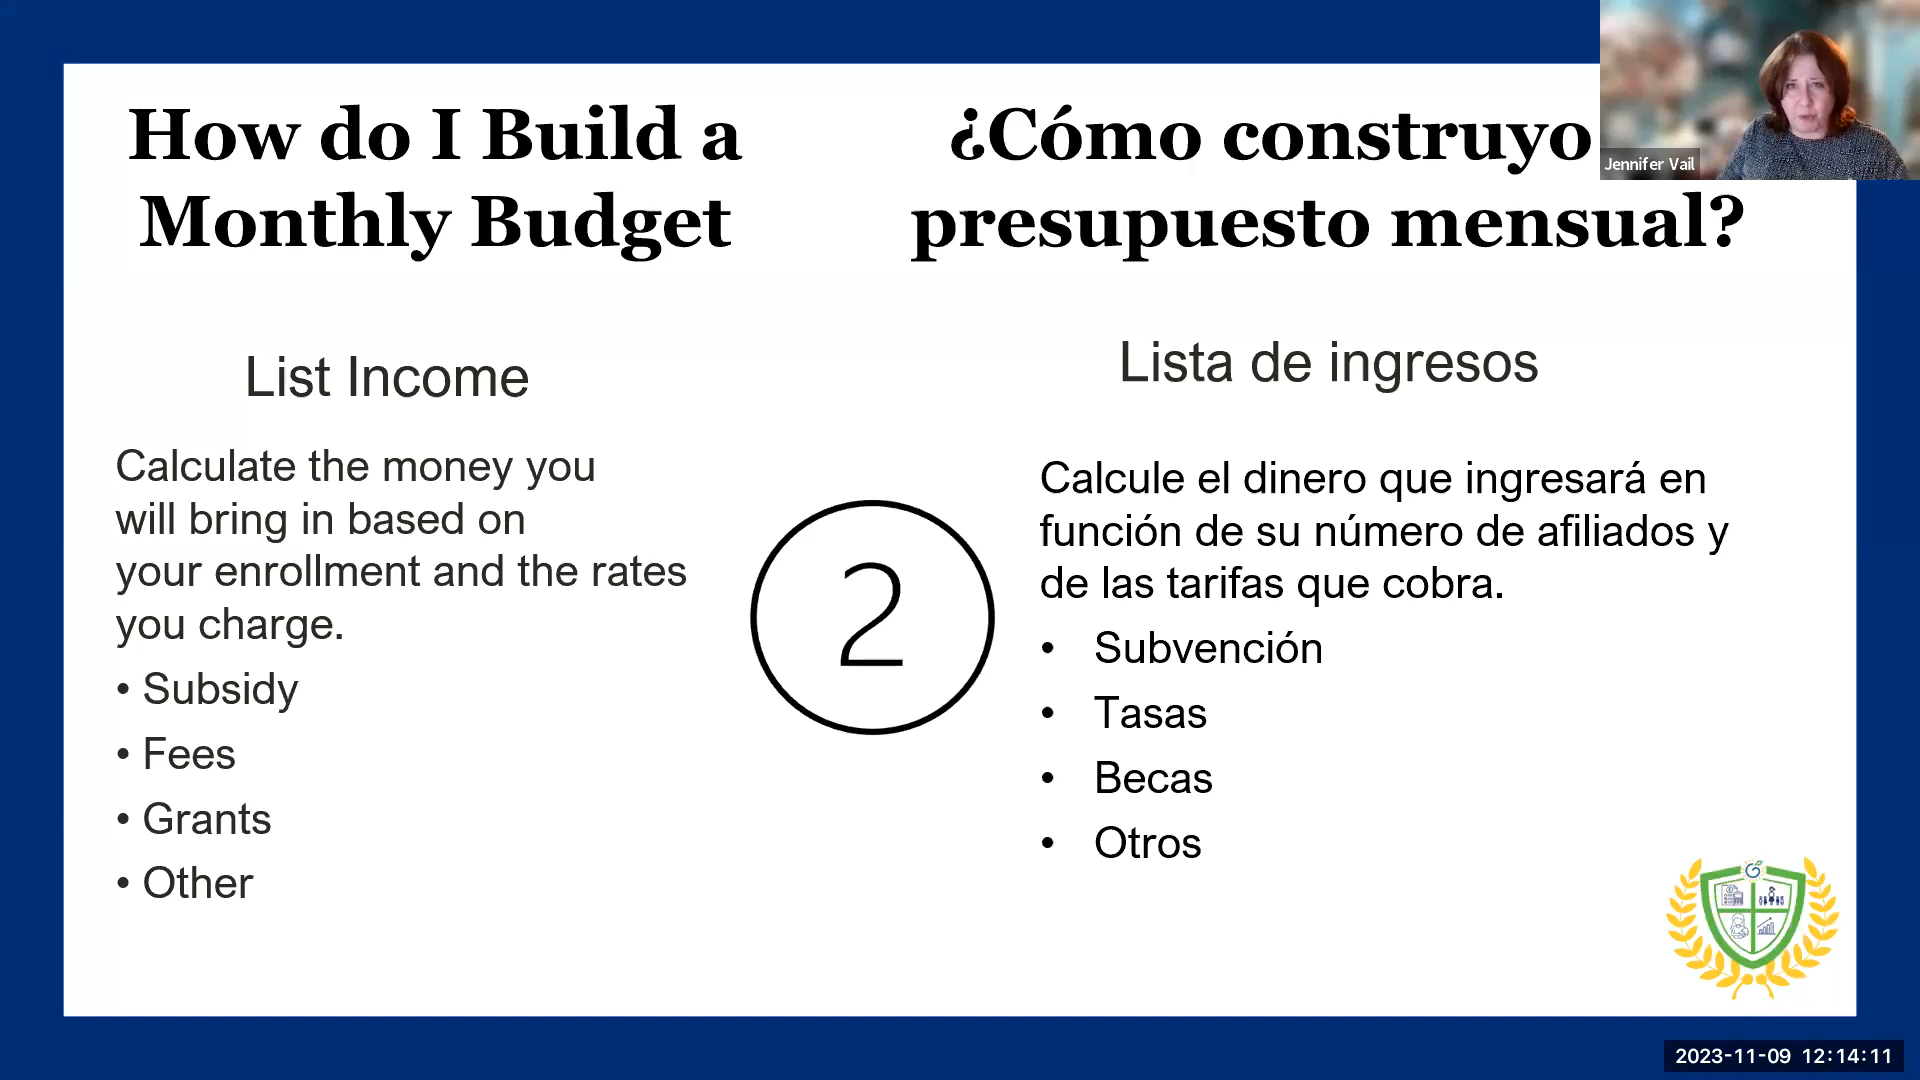 How do I Build a
Monthly Budget
¿Cómo construyo
presupuesto mensual?
Jennifer Vail
List Income
Calculate the money you
will bring in based on
your enrollment and the rates
you charge.
• Subsidy
• Fees
• Grants
• Other
2
Lista de ingresos
Calcule el dinero que ingresará en
función de su número de afiliados y
de las tarifas que cobra.
• Subvención
• Tasas
• Becas
• Otros
2023-11-09 12:14:11